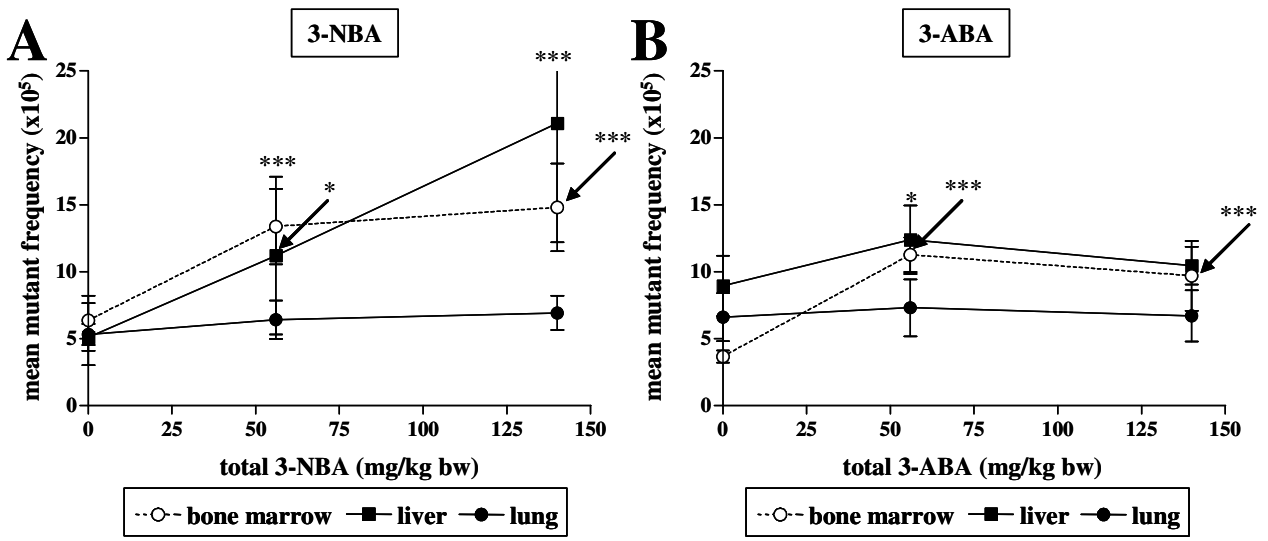 A
3-NBA
mean mutant frequency (x10⁵)
25
20
15
10
5
0
***
***
*
***
0 25 50 75 100 125 150
total 3-NBA (mg/kg bw)
bone marrow liver lung
B
3-ABA
mean mutant frequency (x10⁵)
25
20
15
10
5
0
*
***
***
0 25 50 75 100 125 150
total 3-ABA (mg/kg bw)
bone marrow liver lung